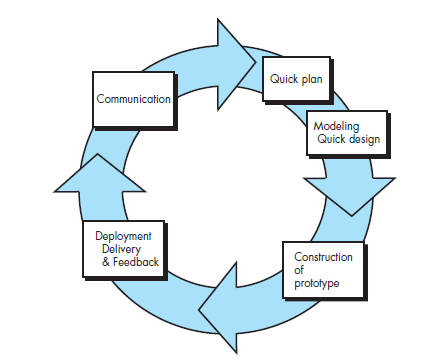 Communication
Quick plan
Modeling
Quick design
Construction
of
prototype
Deployment
Delivery
& Feedback